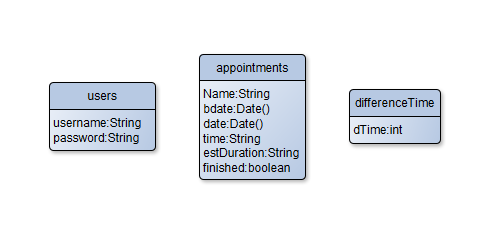 users
username:String
password:String
appointments
Name:String
bdate:Date()
date:Date()
time:String
estDuration:String
finished:boolean
differenceTime
dTime:int